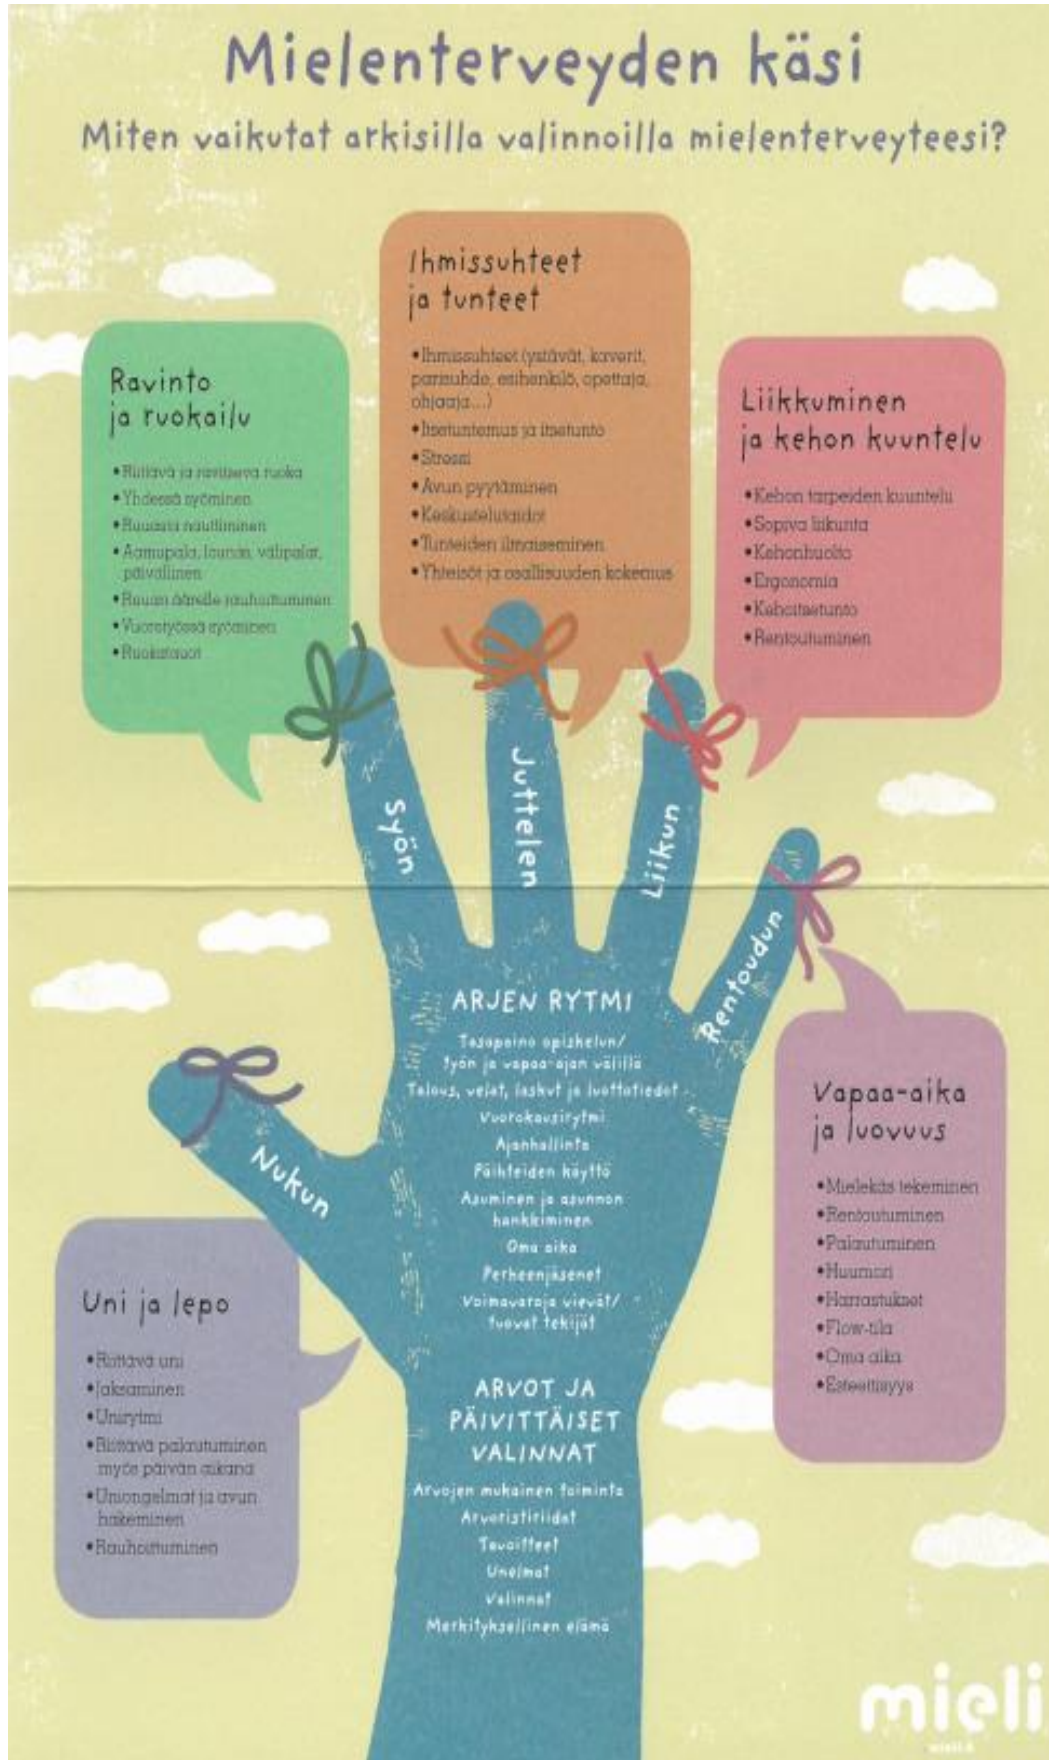 Mielenterveyden käsi
Miten vaikutat arkisilla valinnoilla mielenterveyteesi?
Ihmissuhteet
ja tunteet
•Ihmissuhteet (ystävät, kaverit,
parisuhde, esihenkilö, opettaja,
ohjaaja...)
•Itsetuntemus ja itsetunto
•Stressi
•Avun pyytäminen
•Keskustelutaidot
•Tunteiden ilmaiseminen
•Yhteisöt ja osallisuuden kokemus
Ravinto
ja ruokailu
•Riittävä ja ravitseva ruoka
•Yhdessä syöminen
•Ruuasta nauttiminen
•Aamupala, lounas, välipalat,
päivällinen
•Ruuan äärelle rauhoittuminen
•Vuorotyössä syöminen
•Ruokatauot
Liikkuminen
ja kehon kuuntelu
•Kehon tarpeiden kuuntelu
•Sopiva liikunta
•Kehonhuolto
•Ergonomia
•Kehoitsetunto
•Rentoutuminen
Syön
Juttelen
Liikun
Rentoudun
Nukun
ARJEN RYTMI
Tasapaino opiskelun/
työn ja vapaa-ajan välillä
Talous, velat, laskut ja luottotiedot
Vuorokausirytmi
Ajanhallinta
Päihteiden käyttö
Asuminen ja asunnon
hankkiminen
Oma aika
Perheenjäsenet
Voimavaroja vievät/
tuovat tekijät
Vapaa-aika
ja luovuus
•Mielekäs tekeminen
•Rentoutuminen
•Palautuminen
•Huumori
•Harrastukset
•Flow-tila
•Oma aika
•Esteettisyys
Uni ja lepo
•Riittävä uni
•Jaksaminen
•Unirytmi
•Riittävä palautuminen
myös päivän aikana
•Uniongelmat ja avun
hakeminen
•Rauhoittuminen
ARVOT JA
PÄIVITTÄISET
VALINNAT
Arvojen mukainen toiminta
Arvoristiriidat
Tavoitteet
Unelmat
Valinnat
Merkityksellinen elämä
mieli
mieli.fi